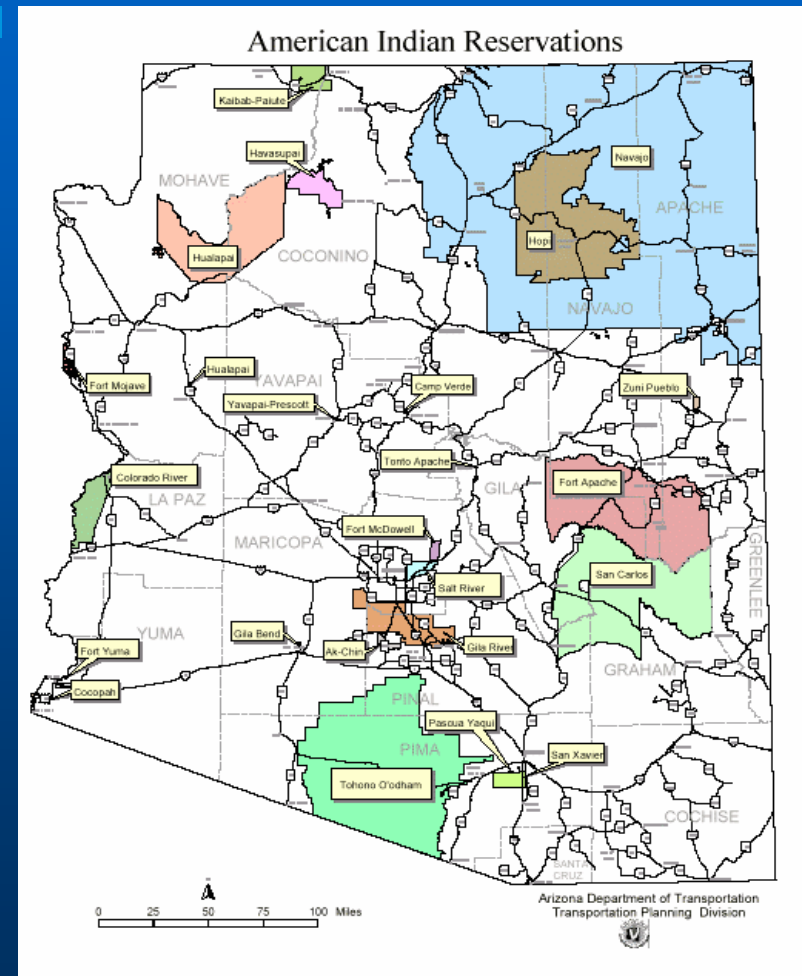 American Indian Reservations
Kaibab-Paiute
Havasupai
Navajo
MOHAVE
APACHE
Hopi
Hualapai
COCONINO
NAVAJO
Hualapai
Fort Mojave
YAVAPAI
Camp Verde
Zuni Pueblo
Yavapai-Prescott
Tonto Apache
Colorado River
GILA
Fort Apache
LA PAZ
Fort McDowell
MARICOPA
GREENLEE
San Carlos
Salt River
YUMA
Gila Bend
Fort Yuma
Ak-Chin
Gila River
GRAHAM
Cocopah
PINAL
Pascua Yaqui
PIMA
San Xavier
Tohono O'odham
COCHISE
SANTA
CRUZ
Arizona Department of Transportation
Transportation Planning Division
0 25 50 75 100 Miles